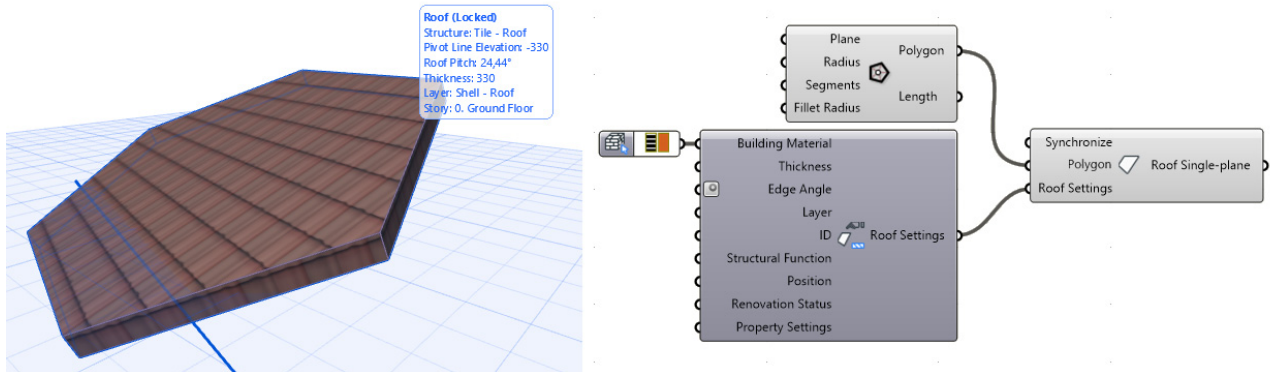 Roof (Locked)
Structure: Tile - Roof
Pivot Line Elevation: -330
Roof Pitch: 24,44°
Thickness: 330
Layer: Shell - Roof
Story: 0. Ground Floor
Plane
Radius
Segments
Fillet Radius
Polygon
Length
Building Material
Thickness
Edge Angle
Layer
ID
Structural Function
Position
Renovation Status
Property Settings
Roof Settings
Synchronize
Polygon
Roof Settings
Roof Single-plane